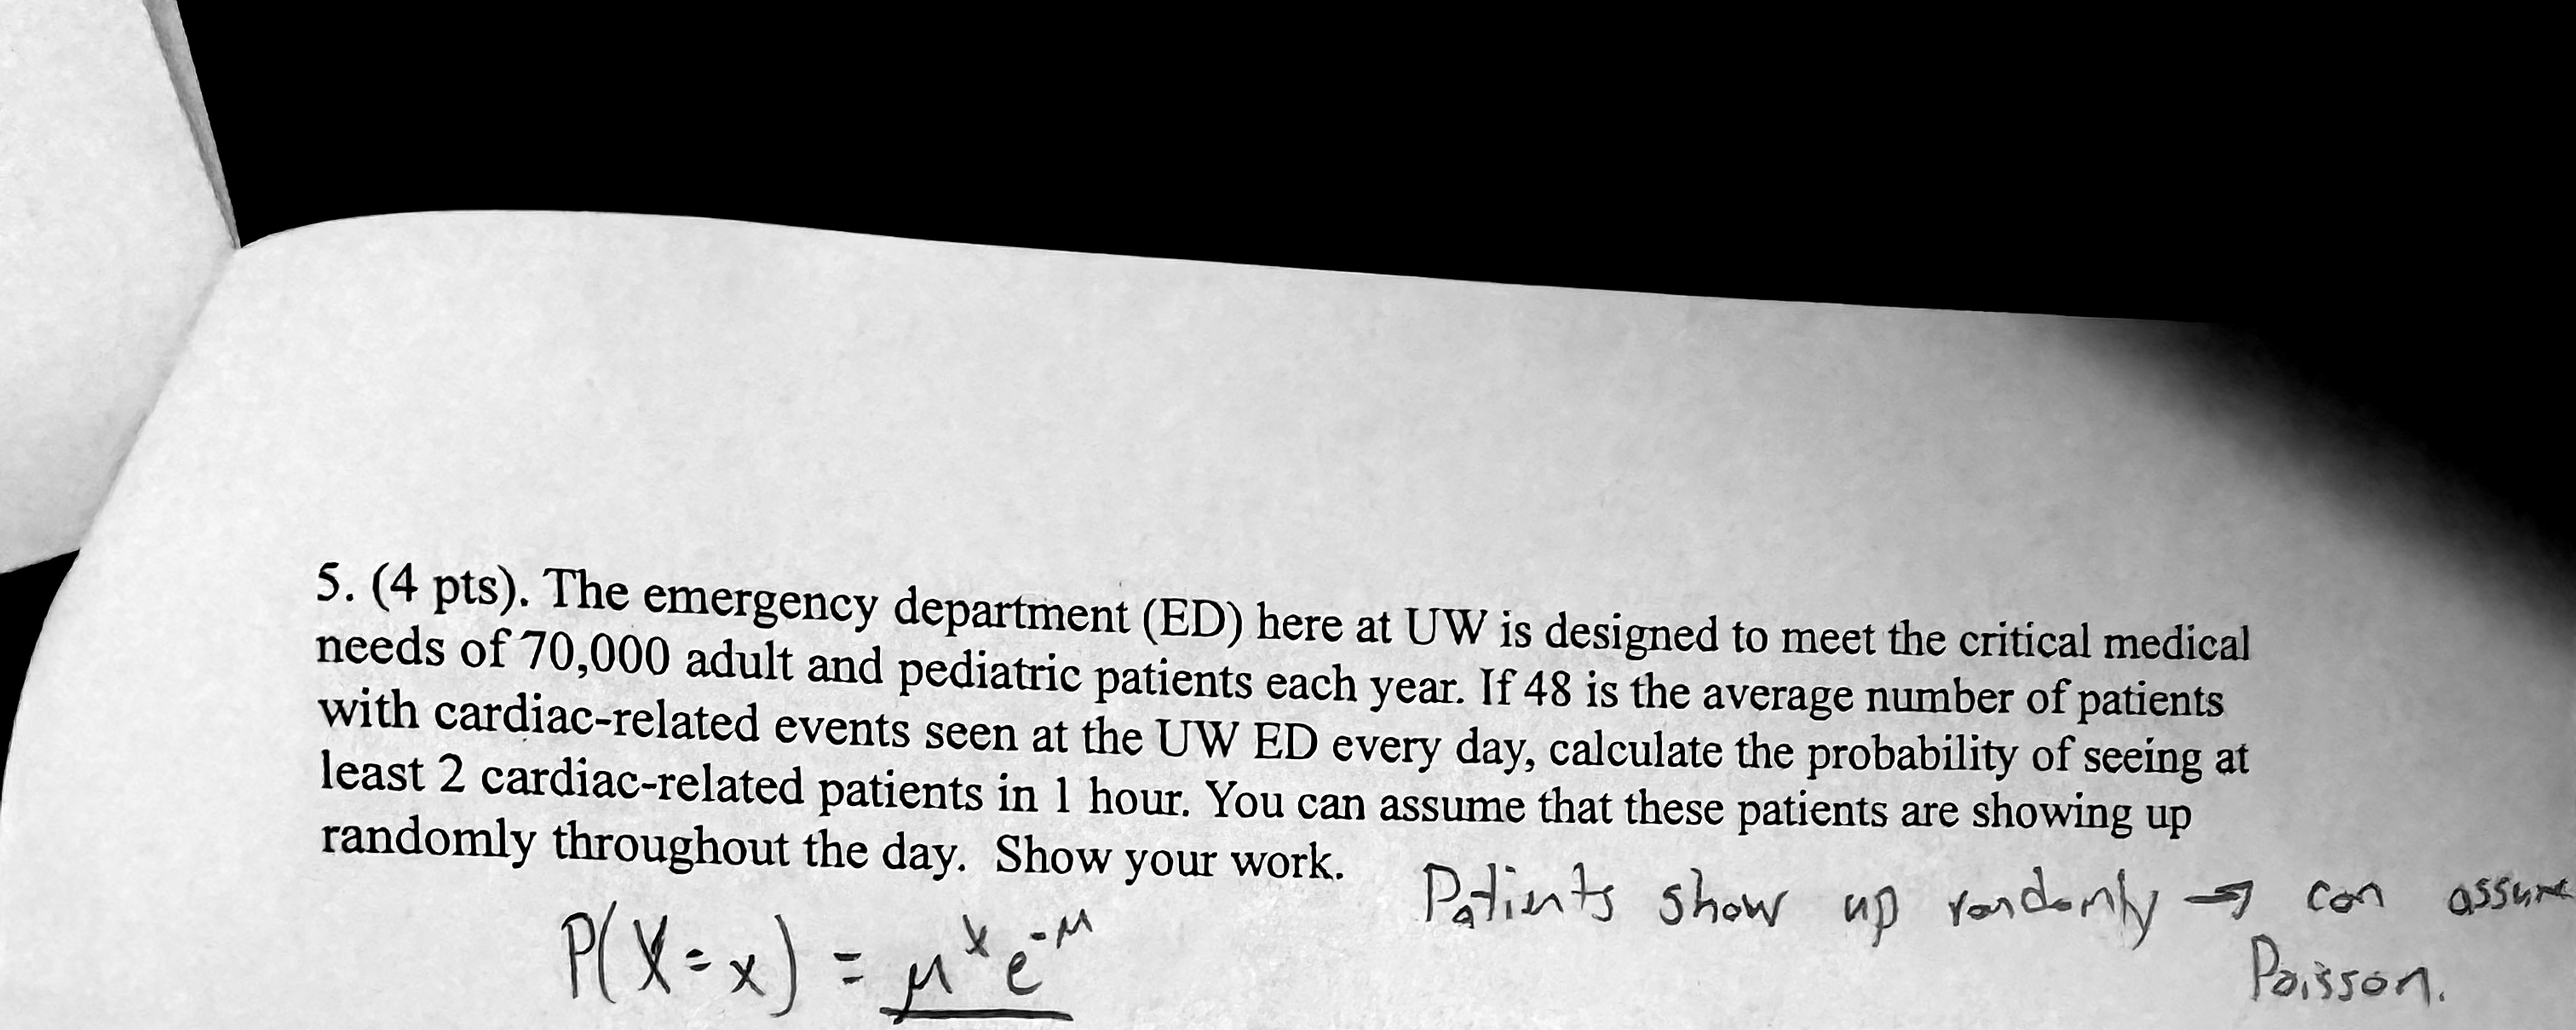 5. (4 pts). The emergency department (ED) here at UW is designed to meet the critical medical
needs of 70,000 adult and pediatric patients each year. If 48 is the average number of patients
with cardiac-related events seen at the UW ED every day, calculate the probability of seeing at
least 2 cardiac-related patients in 1 hour. You can assume that these patients are showing up
randomly throughout the day. Show your work.
Patients show up randomly → can assume
Poisson.
P(X=x) = μˣe⁻ᵘ